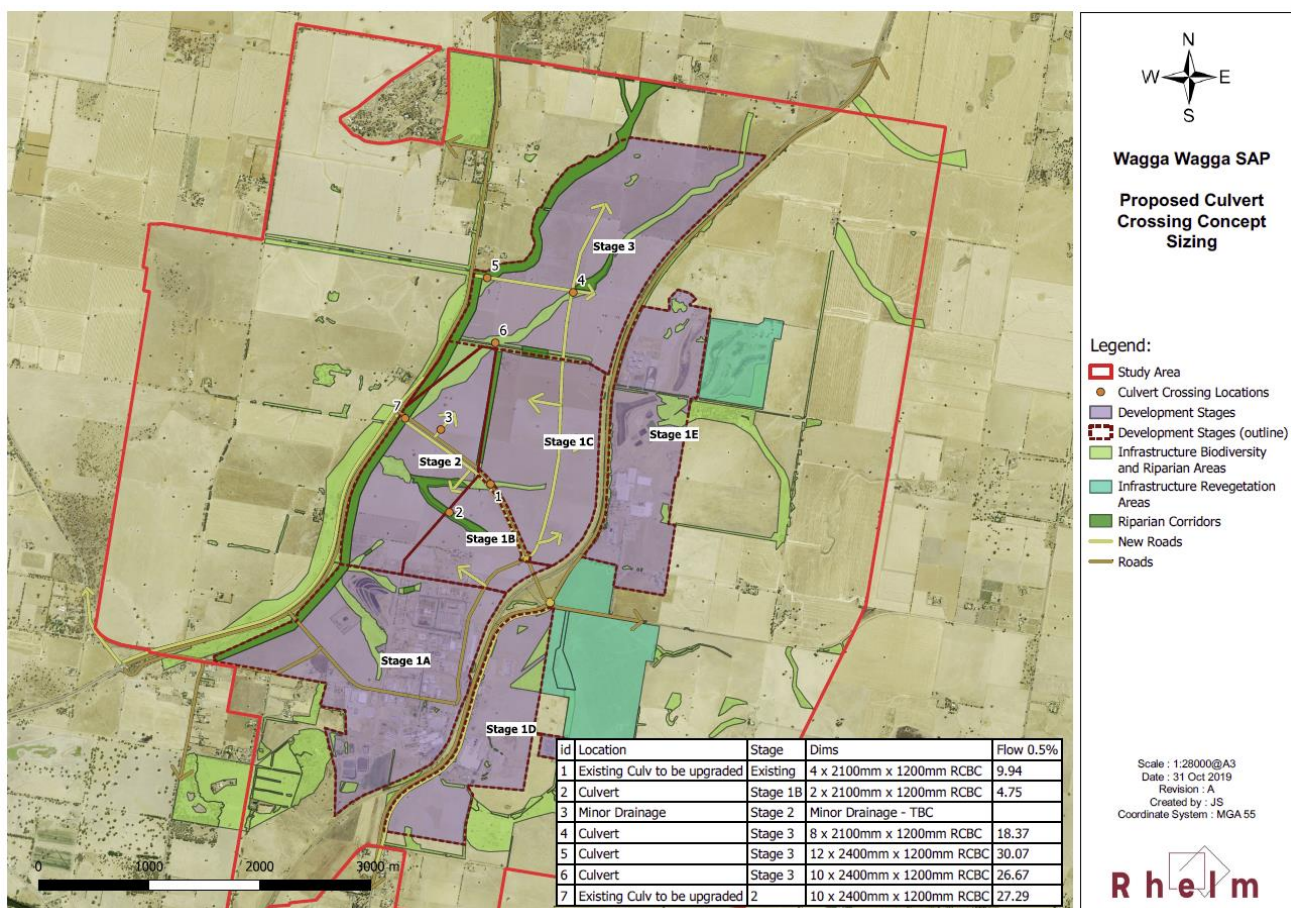 Stage 3
5
4
6
7
3
Stage 1C
Stage 1E
Stage 2
1
2
Stage 1B
Stage 1A
Stage 1D
id Location Stage Dims Flow 0.5%
1 Existing Culv to be upgraded Existing 4 x 2100mm x 1200mm RCBC 9.94
2 Culvert Stage 1B 2 x 2100mm x 1200mm RCBC 4.75
3 Minor Drainage Stage 2 Minor Drainage - TBC
4 Culvert Stage 3 8 x 2100mm x 1200mm RCBC 18.37
5 Culvert Stage 3 12 x 2400mm x 1200mm RCBC 30.07
6 Culvert Stage 3 10 x 2400mm x 1200mm RCBC 26.67
7 Existing Culv to be upgraded 2 10 x 2400mm x 1200mm RCBC 27.29
0 1000 2000 3000 m
N
W E
S
Wagga Wagga SAP
Proposed Culvert
Crossing Concept
Sizing
Legend:
Study Area
Culvert Crossing Locations
Development Stages
Development Stages (outline)
Infrastructure Biodiversity
and Riparian Areas
Infrastructure Revegetation
Areas
Riparian Corridors
New Roads
Roads
Scale : 1:28000@A3
Date : 31 Oct 2019
Revision : A
Created by : JS
Coordinate System : MGA 55
Rhelm